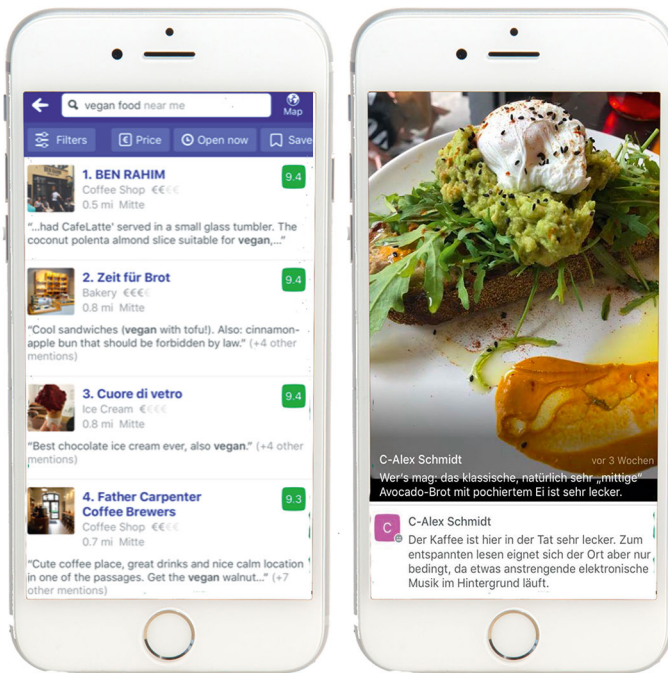 vegan food near me
Map
Filters
€ Price
Open now
Save
1. BEN RAHIM
9.4
Coffee Shop €€€€
0.5 mi Mitte
"...had CafeLatte' served in a small glass tumbler. The
coconut polenta almond slice suitable for vegan,..."
2. Zeit für Brot
9.4
Bakery €€€€
0.8 mi Mitte
"Cool sandwiches (vegan with tofu!). Also: cinnamon-
apple bun that should be forbidden by law." (+4 other
mentions)
3. Cuore di vetro
9.4
Ice Cream €€€€
0.8 mi Mitte
"Best chocolate ice cream ever, also vegan." (+4 other
mentions)
4. Father Carpenter
Coffee Brewers
9.3
Coffee Shop €€€€
0.7 mi Mitte
"Cute coffee place, great drinks and nice calm location
in one of the passages. Get the vegan walnut..." (+7
other mentions)
C-Alex Schmidt
vor 3 Wochen
Wer's mag: das klassische, natürlich sehr „mittige"
Avocado-Brot mit pochiertem Ei ist sehr lecker.
C
C-Alex Schmidt
Der Kaffee ist hier in der Tat sehr lecker. Zum
entspannten lesen eignet sich der Ort aber nur
bedingt, da etwas anstrengende elektronische
Musik im Hintergrund läuft.